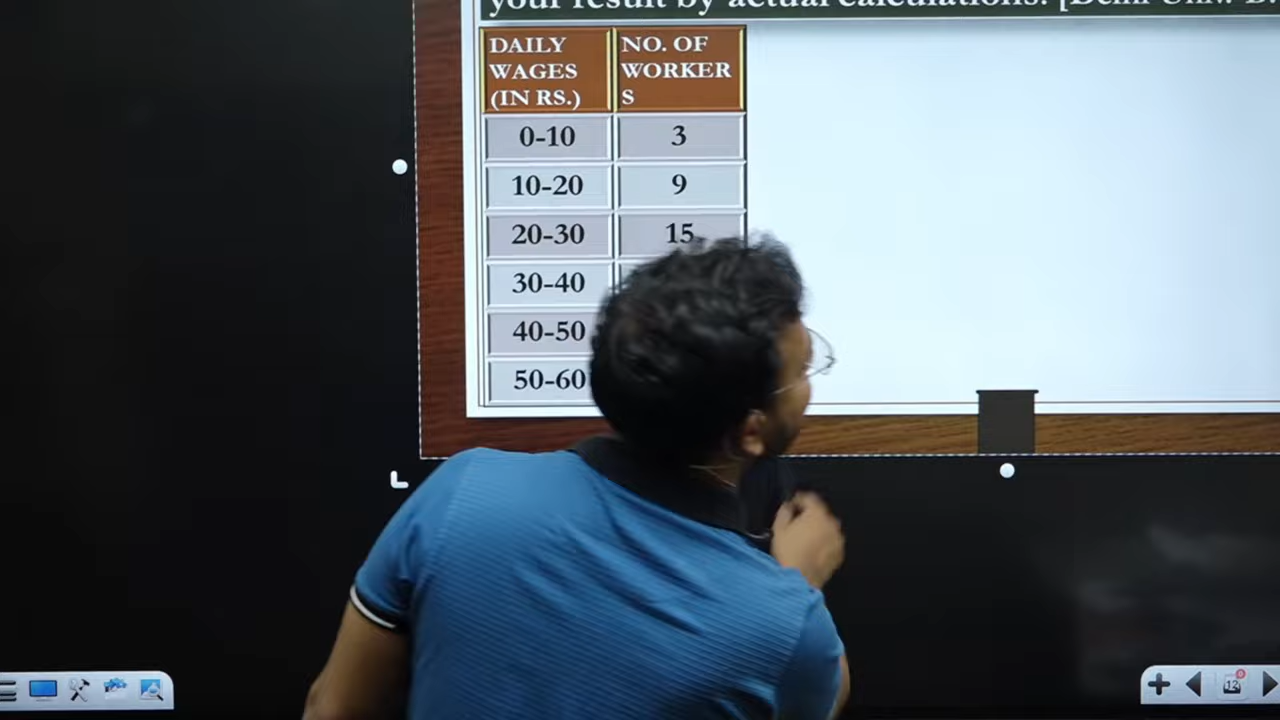 your result by actual calculations. [Delhi Univ. B.
DAILY WAGES (IN RS.)
NO. OF WORKER S
0-10 3
10-20 9
20-30 15
30-40
40-50
50-60
12